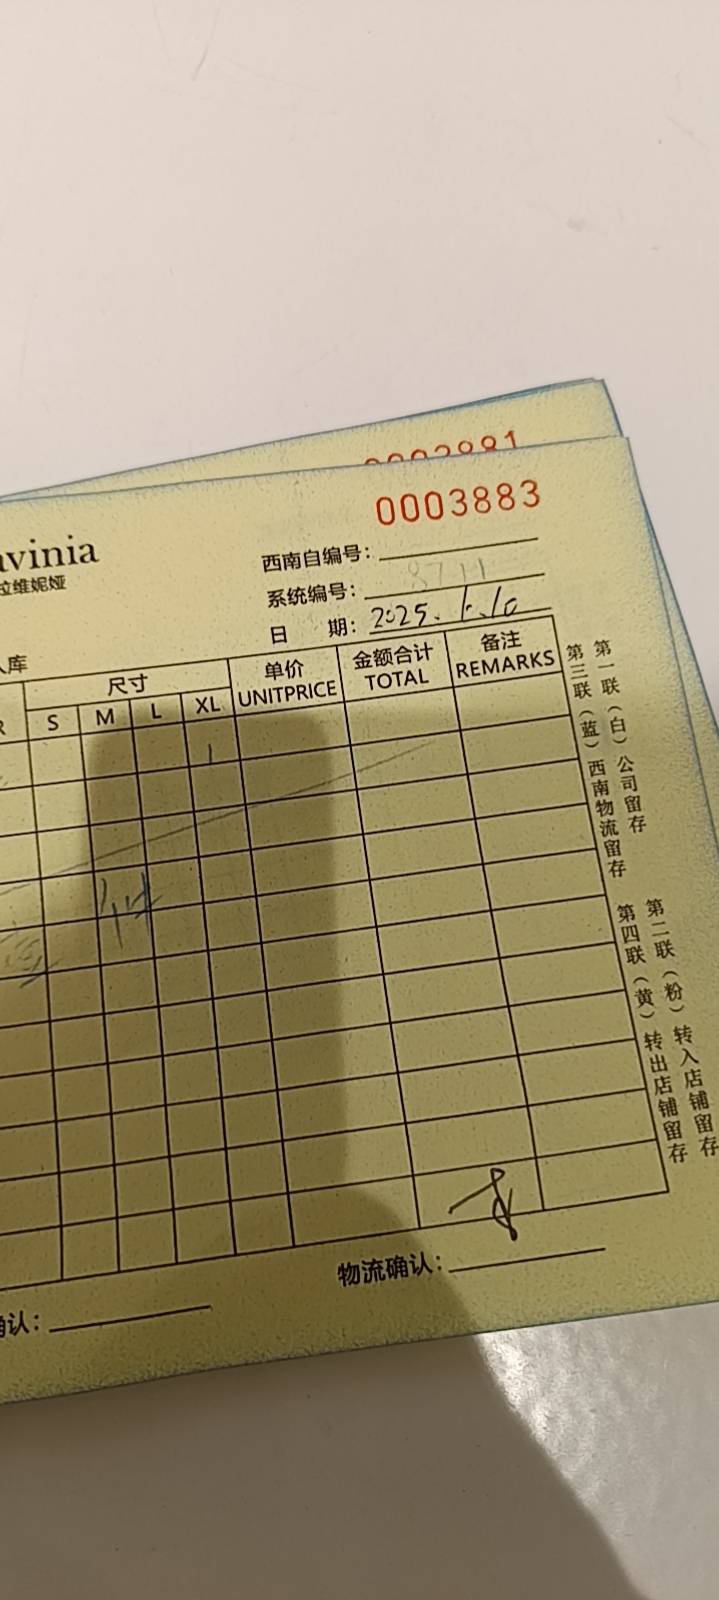 0003881
0003883
avinia
拉维妮娅
西南自编号：
系统编号：8711
日 期：2025.1.10
入库
尺寸
单价
UNITPRICE
金额合计
TOTAL
备注
REMARKS
R S M L XL
1
物流确认：
确认：
第一联（白）公司留存
第二联（粉）转入店铺留存
第三联（蓝）西南物流留存
第四联（黄）转出店铺留存